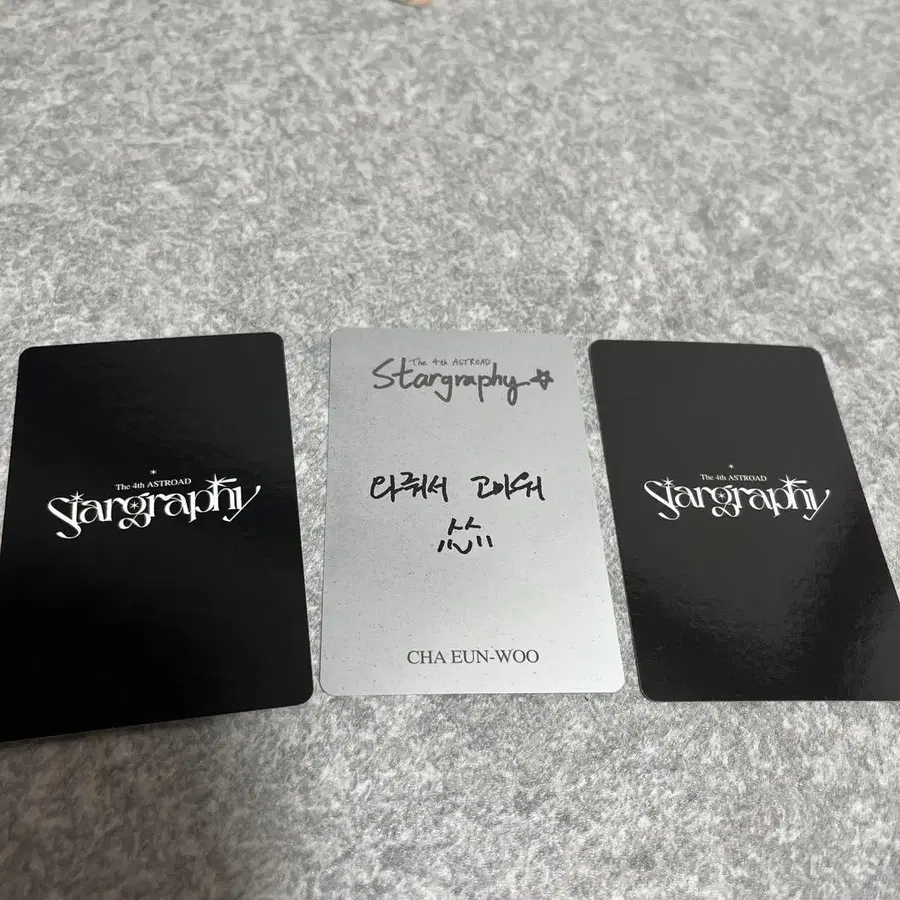 The 4th ASTROAD
Stargraphy
The 4th ASTROAD
Stargraphy
타줘서 고마워
CHA EUN-WOO
The 4th ASTROAD
Stargraphy